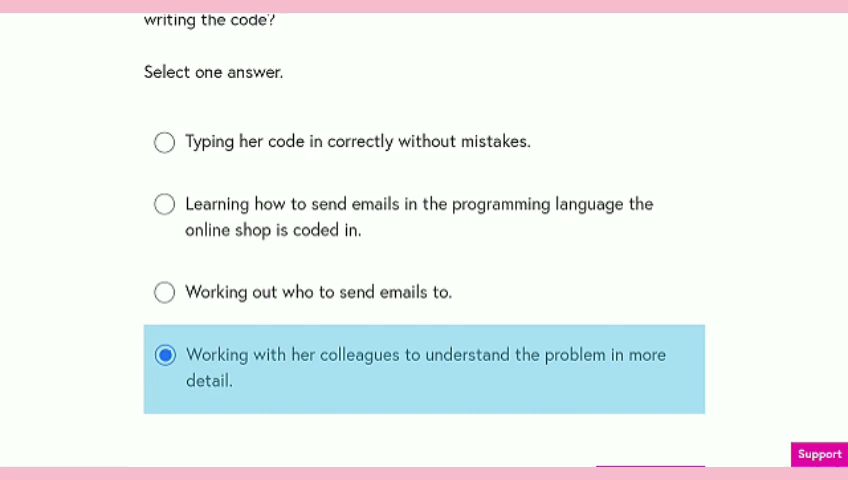 writing the code?
Select one answer.
Typing her code in correctly without mistakes.
Learning how to send emails in the programming language the
online shop is coded in.
Working out who to send emails to.
Working with her colleagues to understand the problem in more
detail.
Support